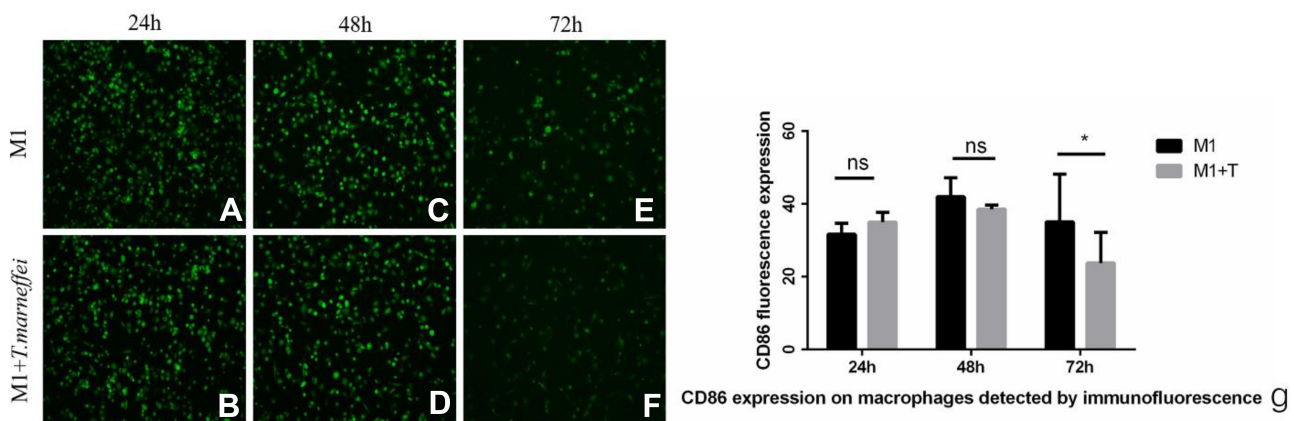 24h 48h 72h
M1
A C E
M1+T.marneffei
B D F
CD86 fluorescence expression
60
40
20
0
ns ns *
M1
M1+T
24h 48h 72h
CD86 expression on macrophages detected by immunofluorescence g